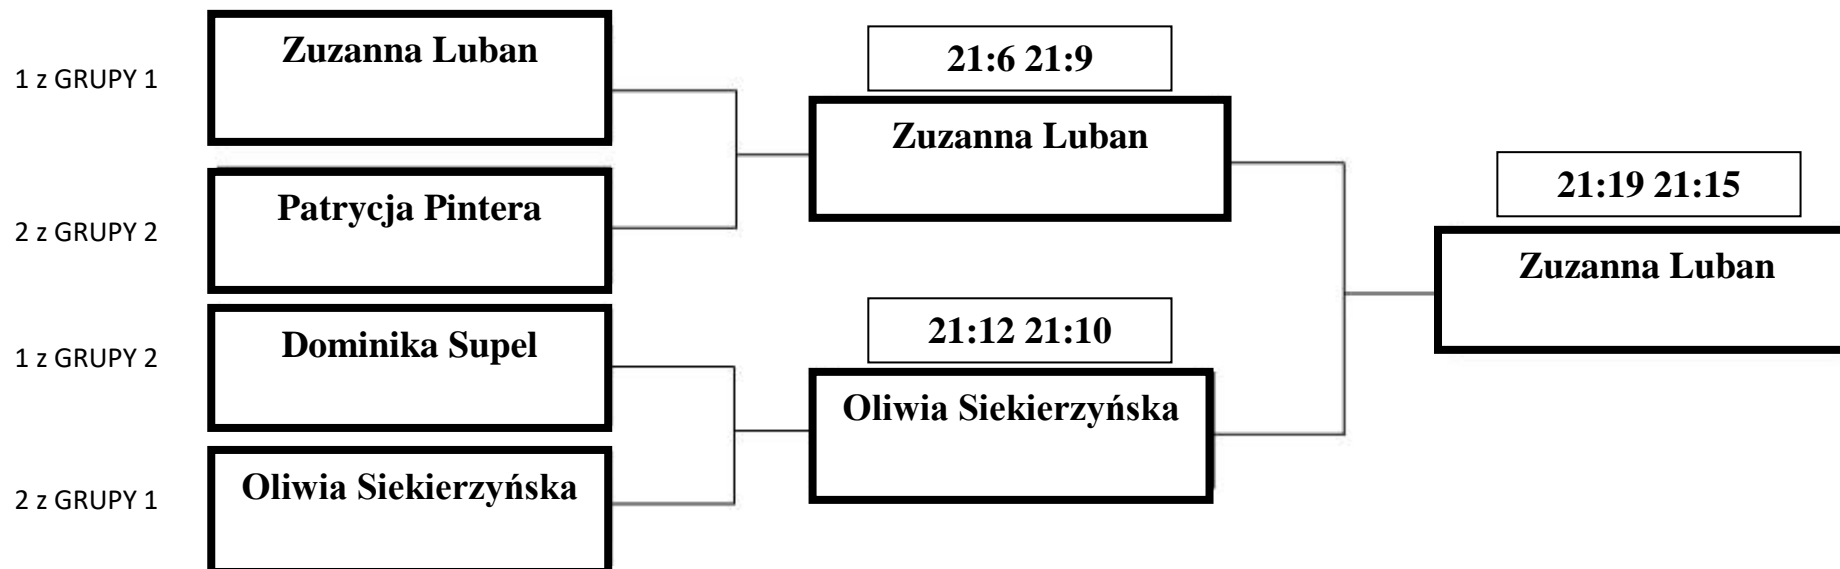 1 z GRUPY 1
Zuzanna Luban
2 z GRUPY 2
Patrycja Pintera
1 z GRUPY 2
Dominika Supel
2 z GRUPY 1
Oliwia Siekierzyńska
21:6 21:9
Zuzanna Luban
21:12 21:10
Oliwia Siekierzyńska
21:19 21:15
Zuzanna Luban